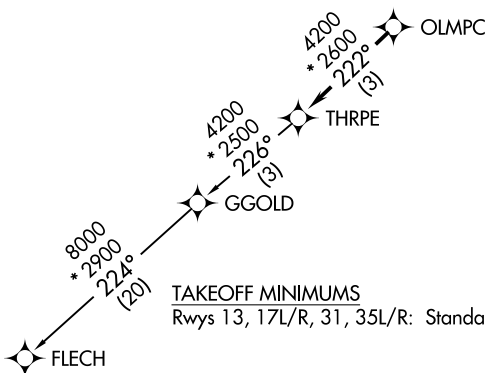 OLMPC
4200
* 2600
222°
(3)
THRPE
4200
* 2500
226°
(3)
GGOLD
8000
* 2900
224°
(20)
TAKEOFF MINIMUMS
Rwys 13, 17L/R, 31, 35L/R: Standa
FLECH